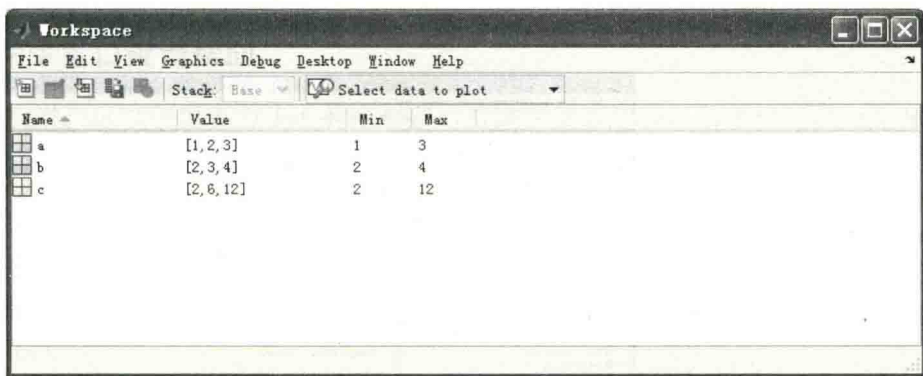 Workspace
File Edit View Graphics Debug Desktop Window Help
Stack: Base Select data to plot
Name Value Min Max
a [1,2,3] 1 3
b [2,3,4] 2 4
c [2,6,12] 2 12